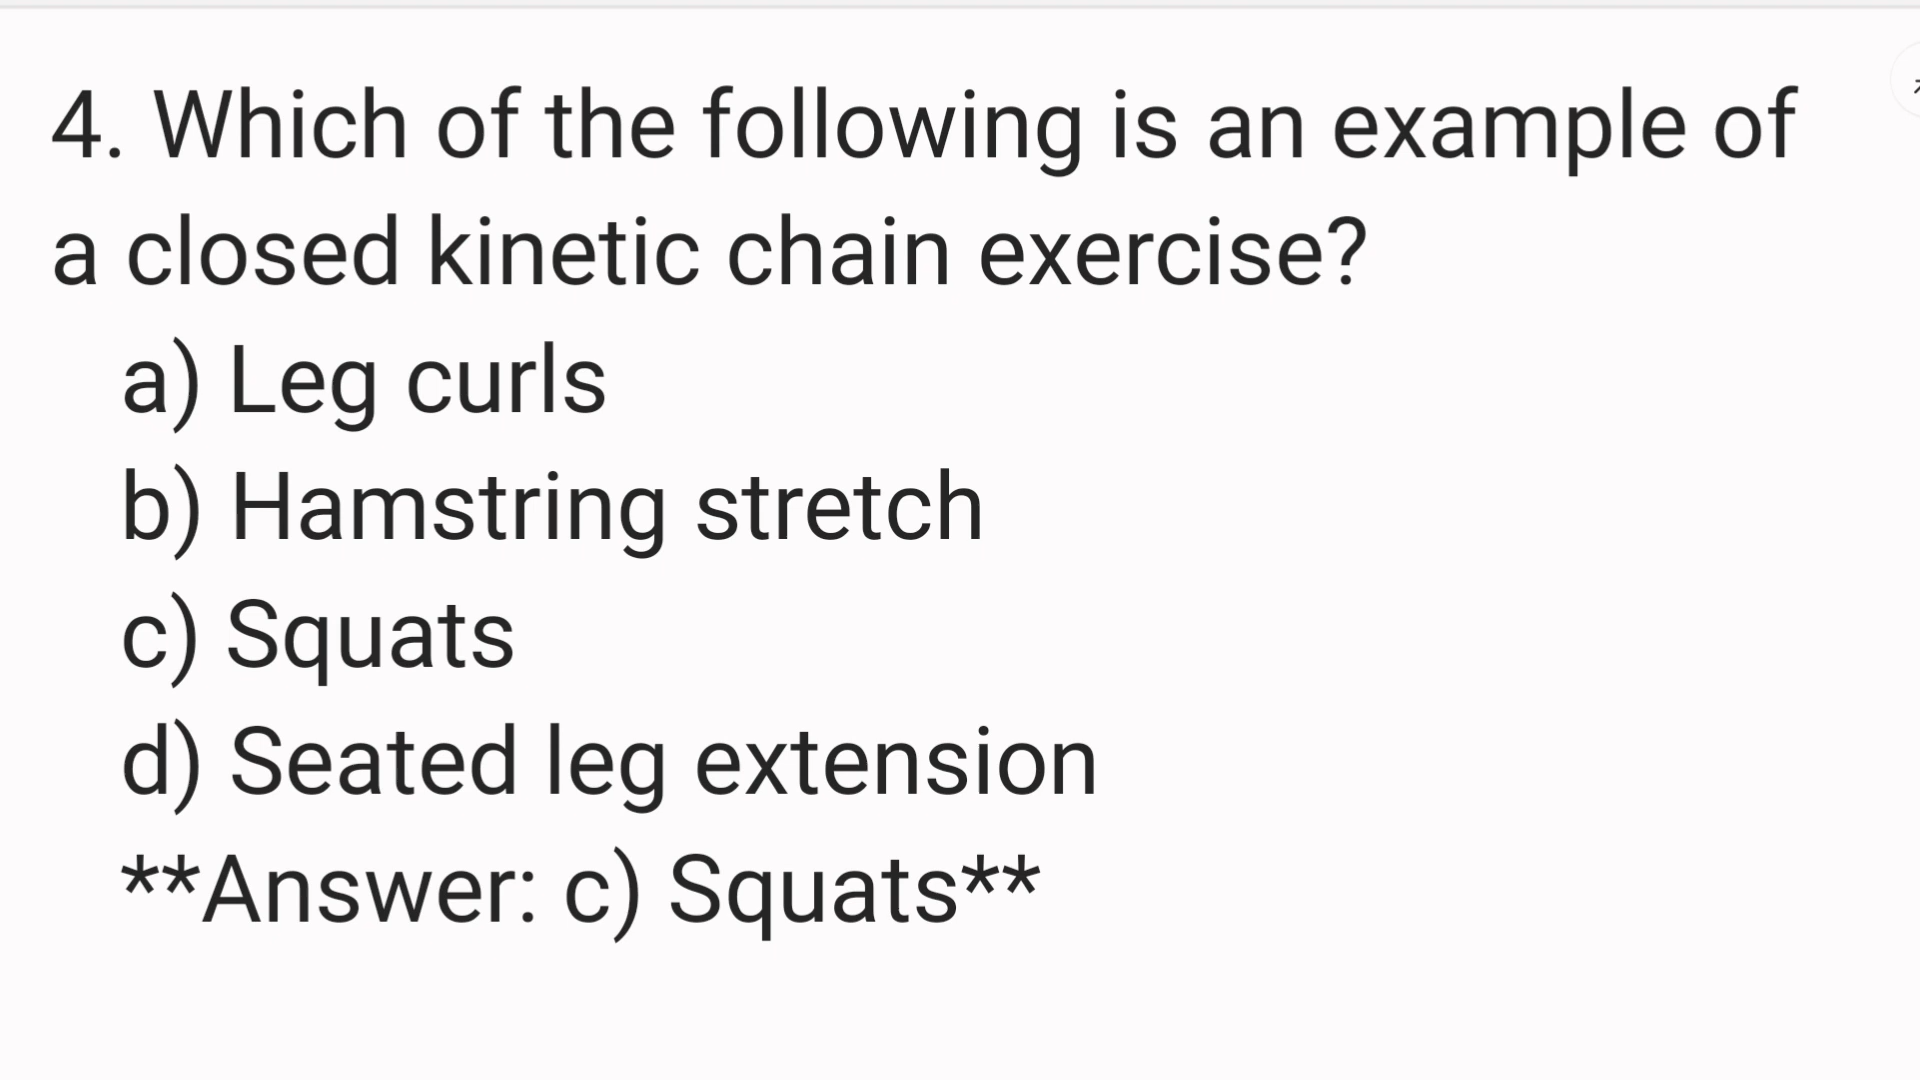 4. Which of the following is an example of
a closed kinetic chain exercise?
a) Leg curls
b) Hamstring stretch
c) Squats
d) Seated leg extension
**Answer: c) Squats**